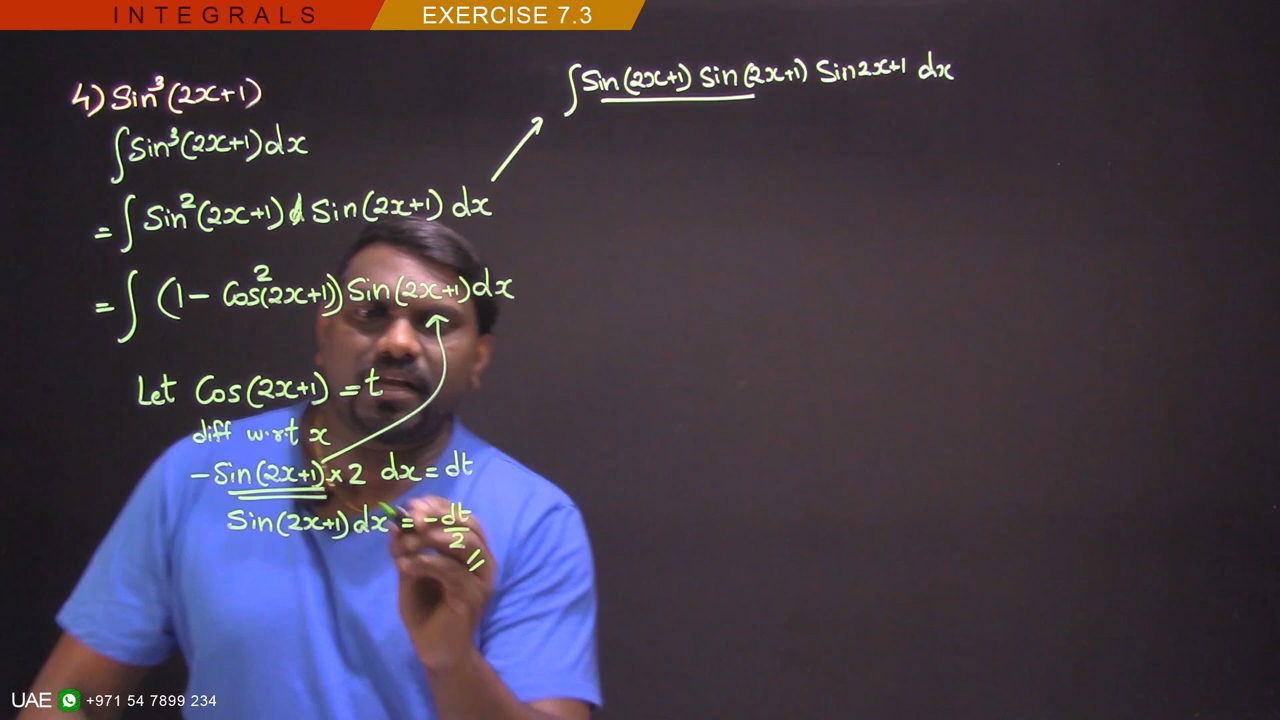 INTEGRALS EXERCISE 7.3
4) Sin³(2x+1)
∫Sin³(2x+1)dx
= ∫ Sin²(2x+1) Sin(2x+1) dx
= ∫ (1 - Cos²(2x+1)) Sin(2x+1)dx
Let Cos(2x+1) = t
diff w.r.t x
-Sin(2x+1) × 2 dx = dt
Sin(2x+1)dx = -dt/2 //
∫Sin(2x+1) Sin(2x+1) Sin2x+1 dx
UAE +971 54 7899 234